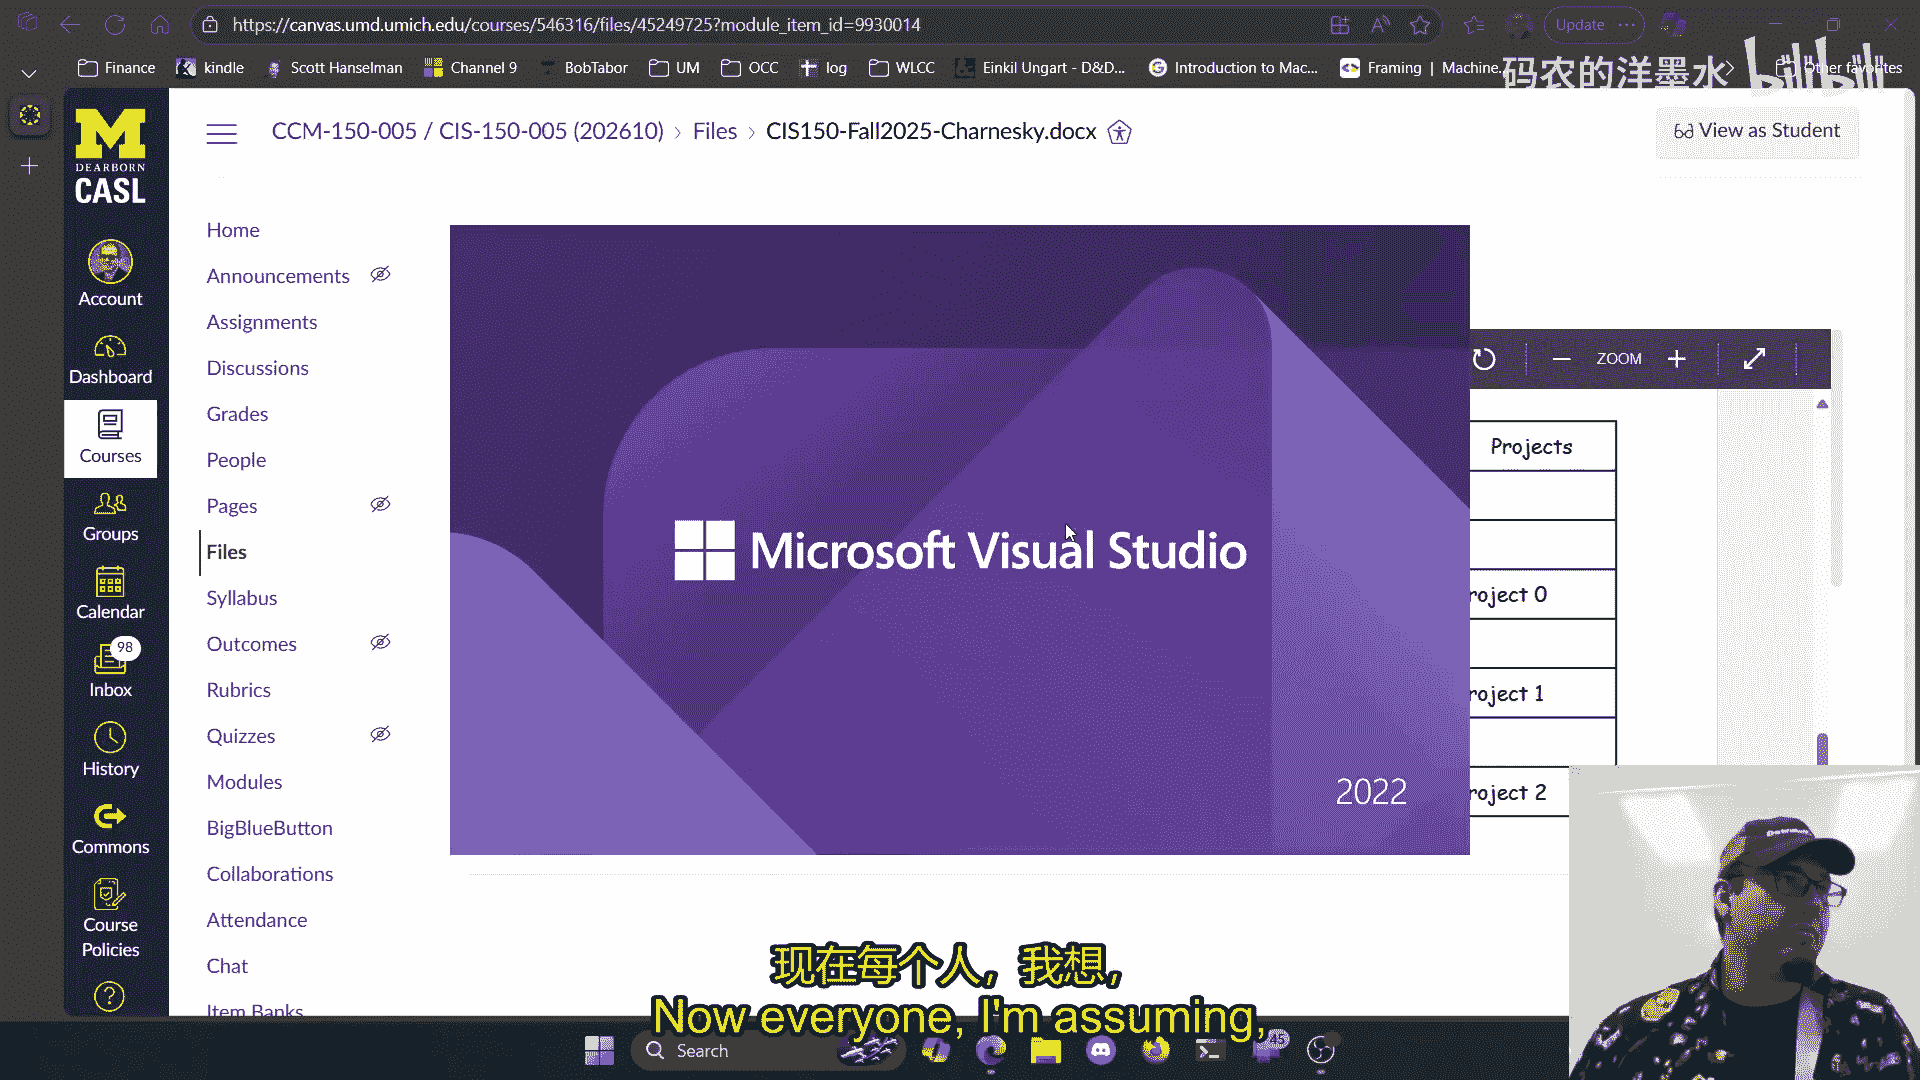 https://canvas.umd.umich.edu/courses/546316/files/45249725?module_item_id=9930014
Update
Finance
kindle
Scott Hanselman
Channel 9
BobTabor
UM
OCC
log
WLCC
Einkil Ungart - D&D...
Introduction to Mac...
Framing | Machine...
Other favorites
码农的洋墨水
bilibili
M
DEARBORN
CASL
CCM-150-005 / CIS-150-005 (202610) › Files › CIS150-Fall2025-Charnesky.docx
View as Student
Account
Dashboard
Courses
Groups
Calendar
98
Inbox
History
Commons
Course
Policies
Home
Announcements
Assignments
Discussions
Grades
People
Pages
Files
Syllabus
Outcomes
Rubrics
Quizzes
Modules
BigBlueButton
Collaborations
Attendance
Chat
Item Banks
Microsoft Visual Studio
2022
ZOOM
Projects
roject 0
roject 1
roject 2
现在每个人，我想，
Now everyone, I'm assuming,
Search
45